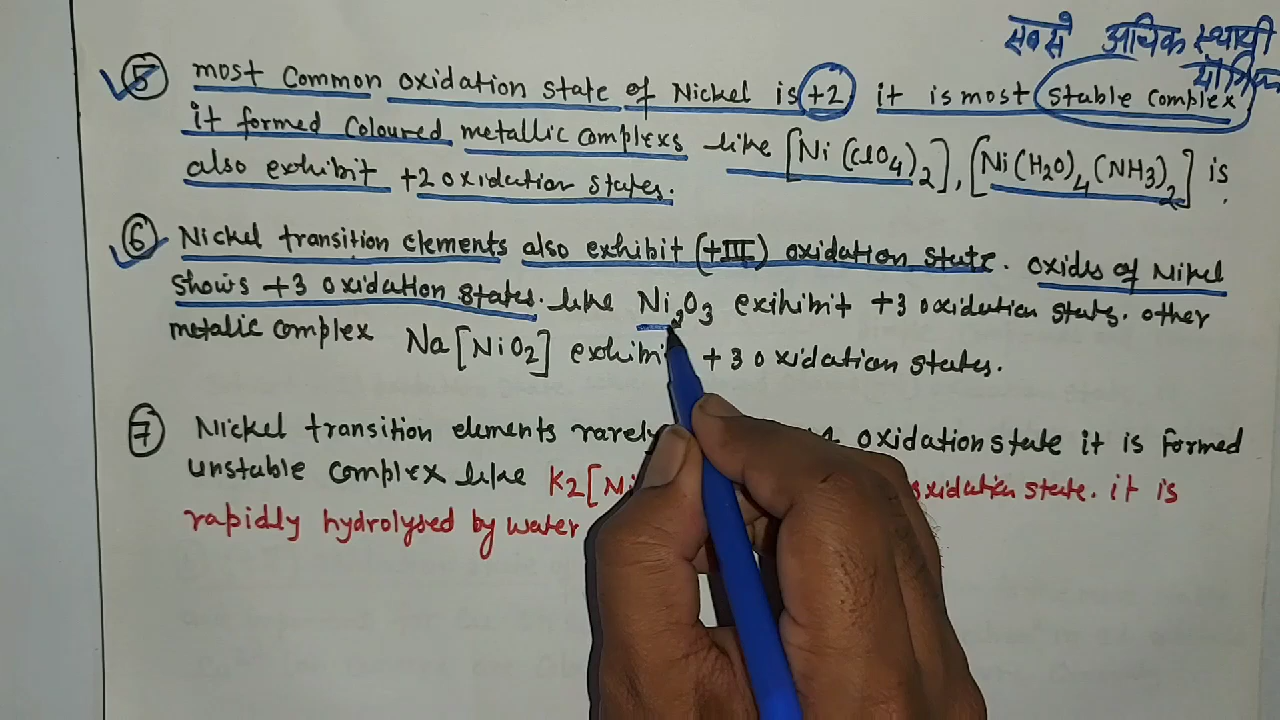 सबसे अधिक स्थायी
यौगिक
⑤ most Common oxidation state of Nickel is +2 it is most stable complex
it formed Coloured metallic complexs like [Ni(ClO4)2], [Ni(H2O)4(NH3)2] is
also exhibit +2 oxidation states.
⑥ Nickel transition elements also exhibit (+III) oxidation state. oxides of Nikel
shows +3 oxidation states. like Ni2O3 exihibit +3 oxidation states. other
metalic complex Na[NiO2] exhibit +3 oxidation states.
⑦ Nickel transition elements rarely oxidation state it is formed
unstable complex like K2[Ni oxidation state. it is
rapidly hydrolysed by water